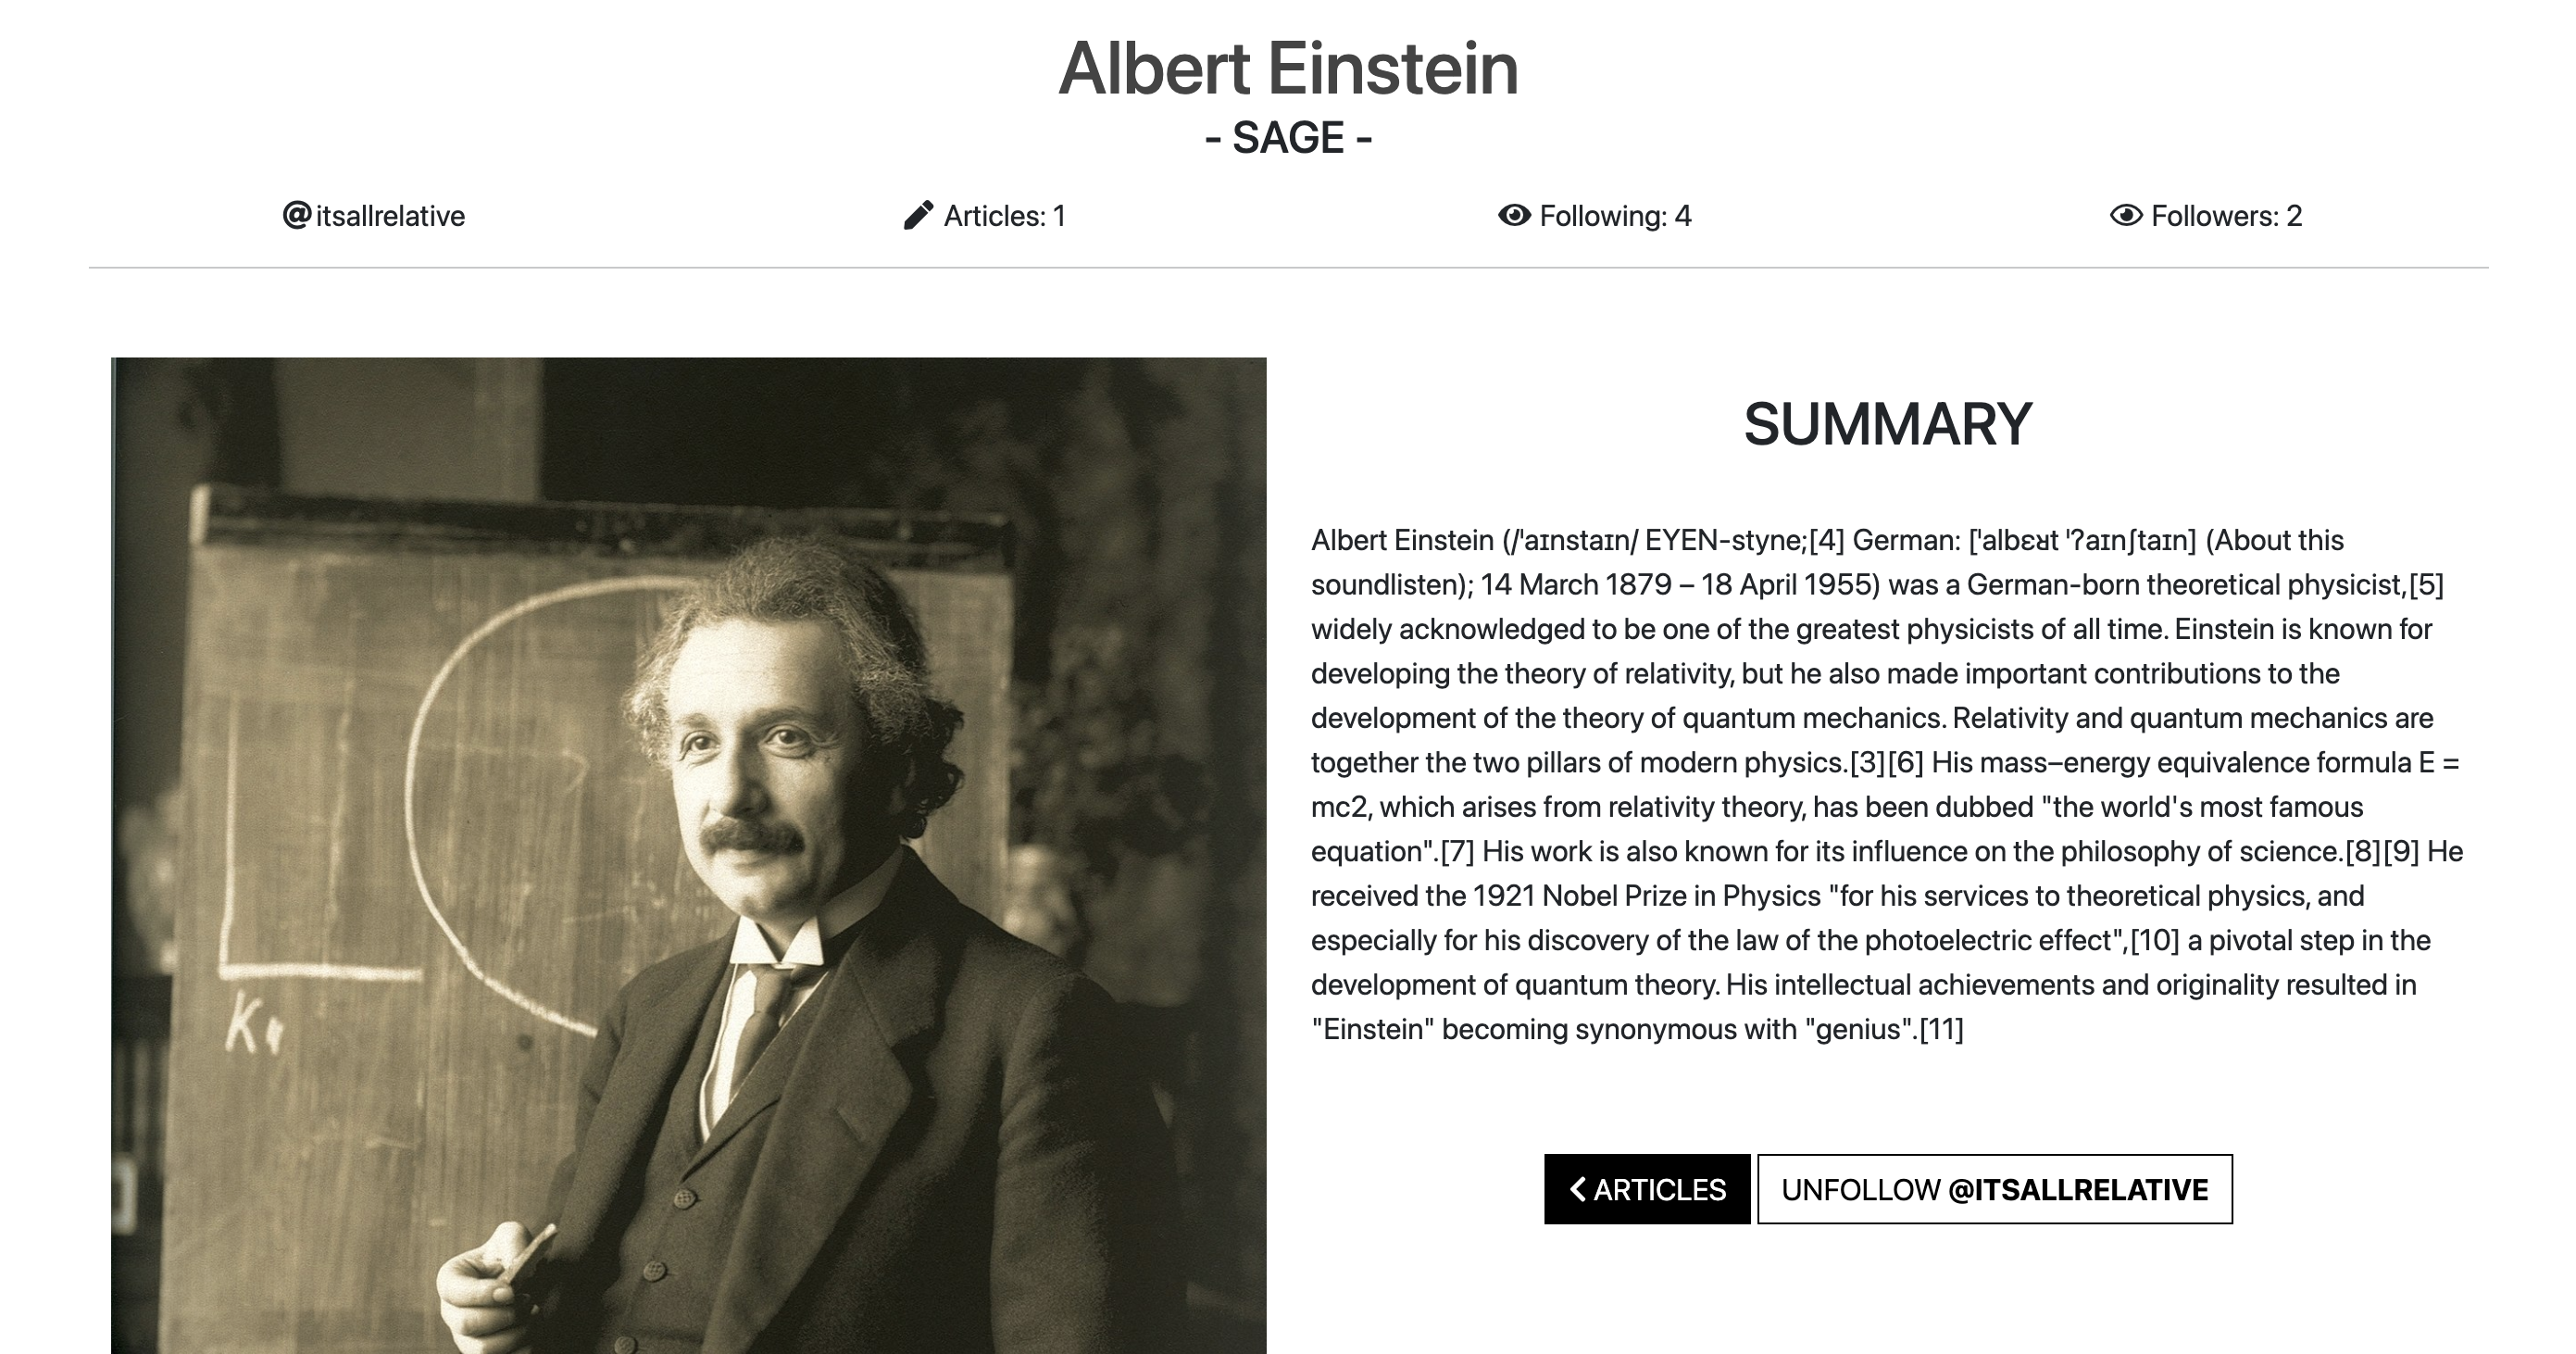 Albert Einstein
- SAGE -
@itsallrelative
Articles: 1
Following: 4
Followers: 2
SUMMARY
Albert Einstein (/ˈaɪnstaɪn/ EYEN-styne;[4] German: [ˈalbɛʁt ˈʔaɪnʃtaɪn] (About this
soundlisten); 14 March 1879 – 18 April 1955) was a German-born theoretical physicist,[5]
widely acknowledged to be one of the greatest physicists of all time. Einstein is known for
developing the theory of relativity, but he also made important contributions to the
development of the theory of quantum mechanics. Relativity and quantum mechanics are
together the two pillars of modern physics.[3][6] His mass–energy equivalence formula E =
mc2, which arises from relativity theory, has been dubbed "the world's most famous
equation".[7] His work is also known for its influence on the philosophy of science.[8][9] He
received the 1921 Nobel Prize in Physics "for his services to theoretical physics, and
especially for his discovery of the law of the photoelectric effect",[10] a pivotal step in the
development of quantum theory. His intellectual achievements and originality resulted in
"Einstein" becoming synonymous with "genius".[11]
ARTICLES
UNFOLLOW @ITSALLRELATIVE